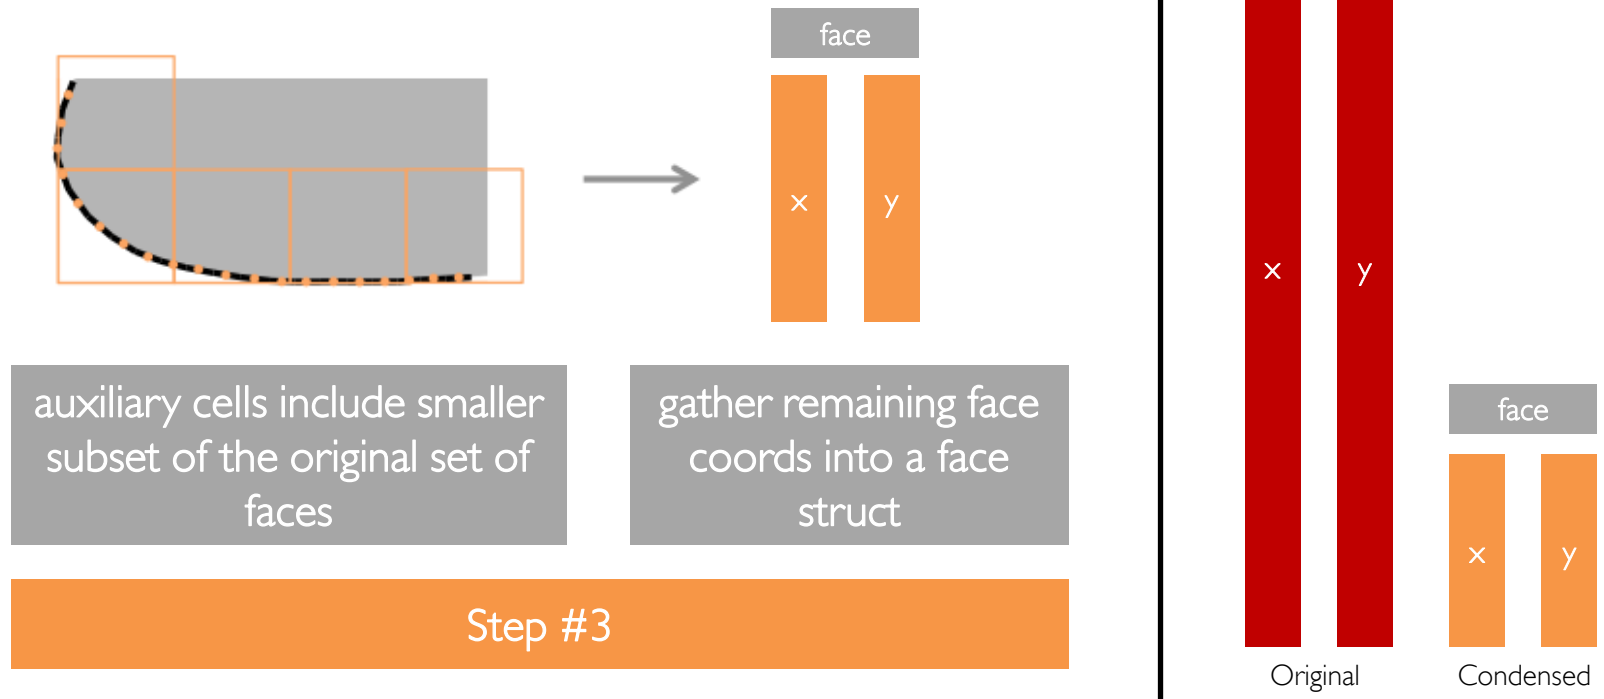 face
x y
auxiliary cells include smaller
subset of the original set of
faces
gather remaining face
coords into a face
struct
Step #3
x y
face
x y
Original Condensed